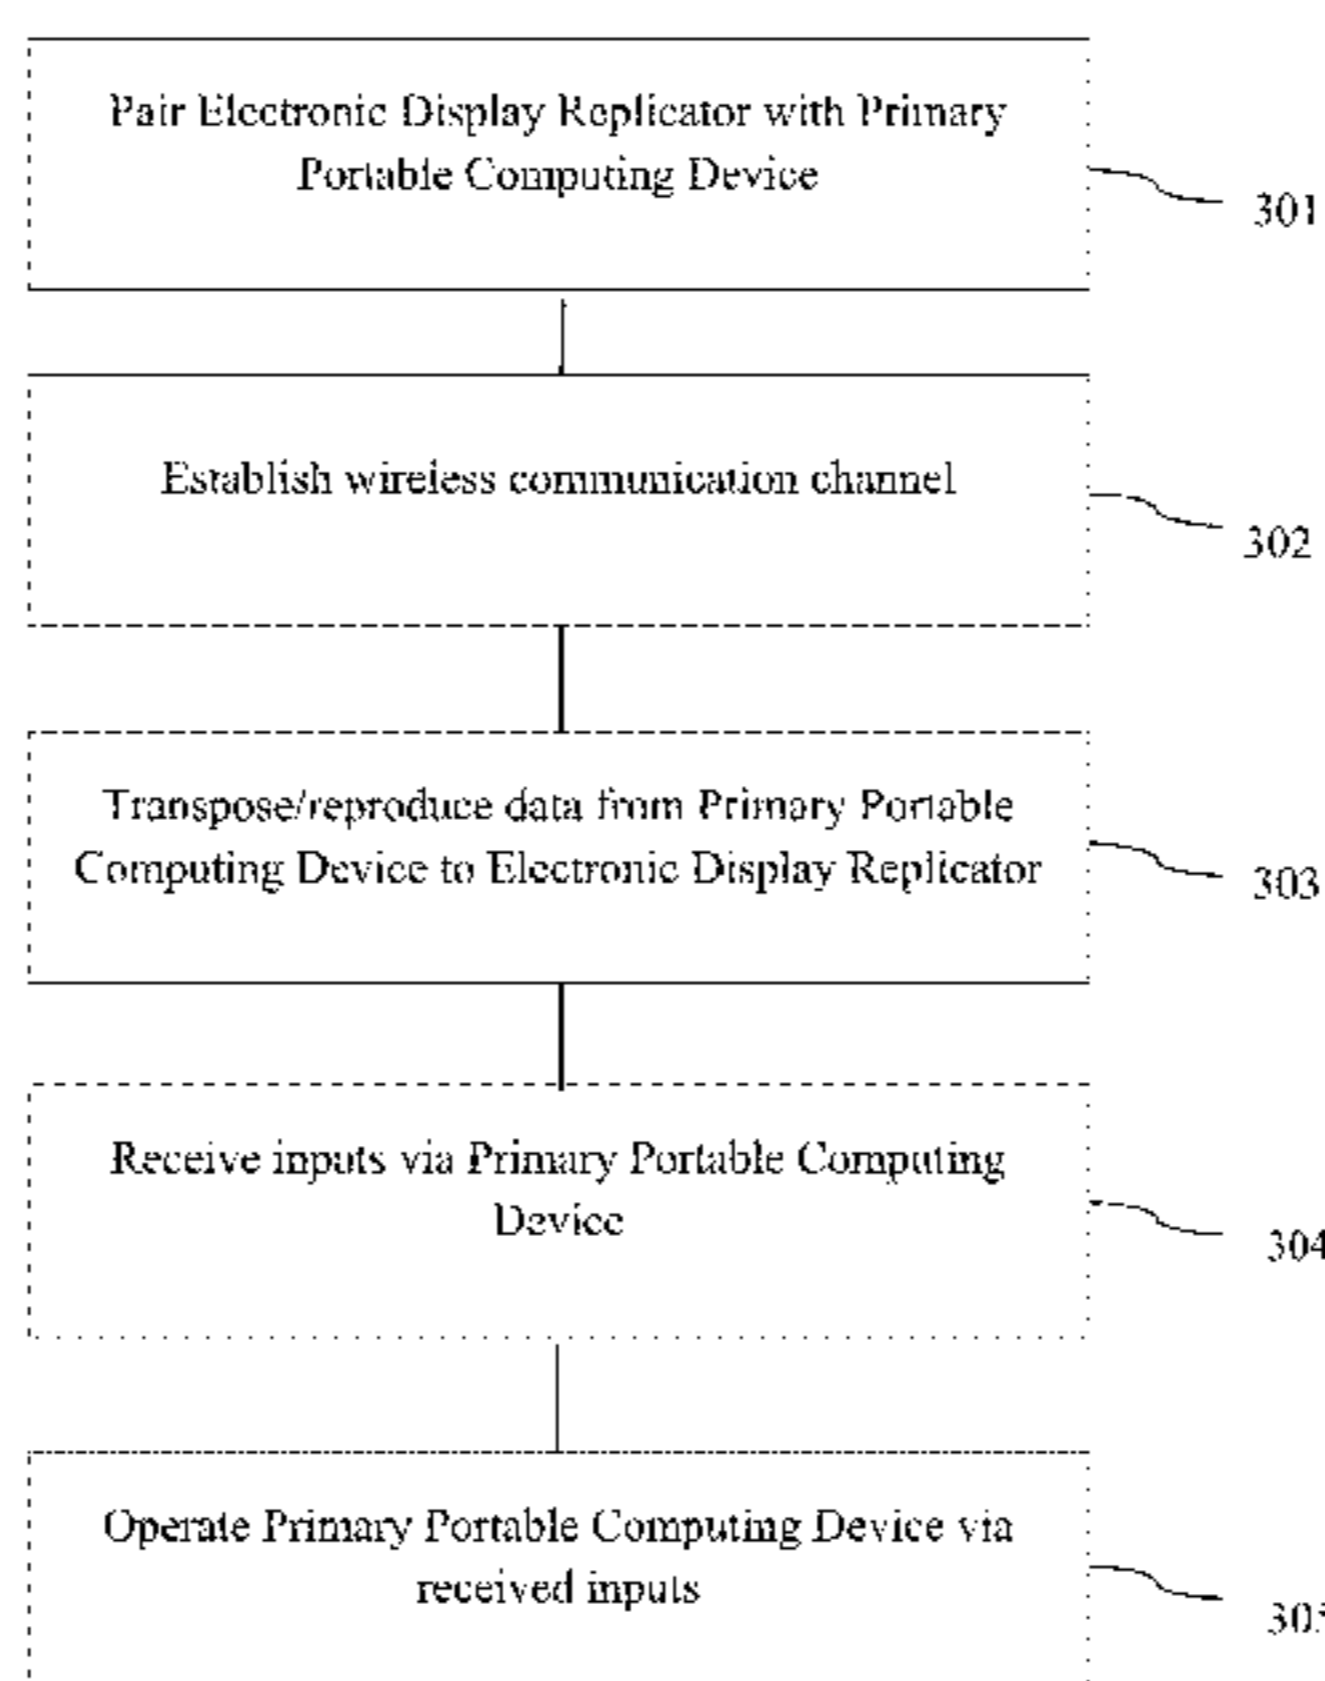 Pair Electronic Display Replicator with Primary
Portable Computing Device
301
Establish wireless communication channel
302
Transpose/reproduce data from Primary Portable
Computing Device to Electronic Display Replicator
303
Receive inputs via Primary Portable Computing
Device
304
Operate Primary Portable Computing Device via
received inputs
305